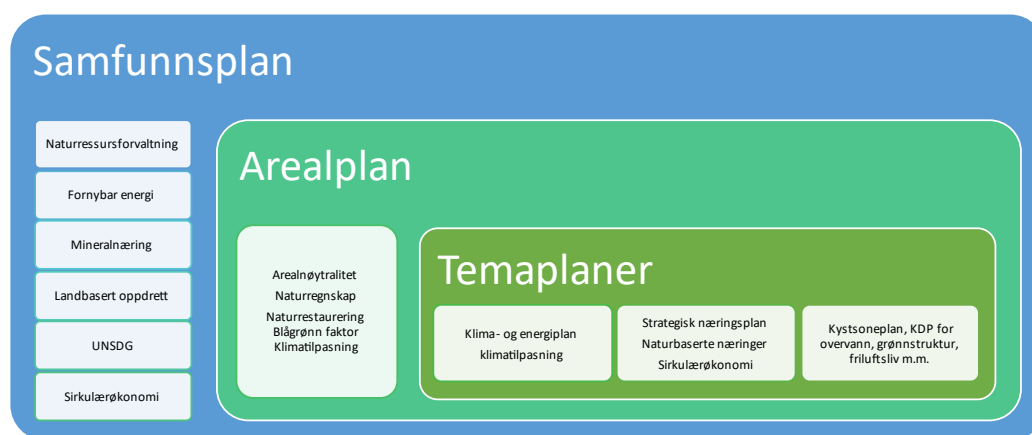 Samfunnsplan
Naturressursforvaltning
Fornybar energi
Mineralnæring
Landbasert oppdrett
UNSDG
Sirkulærøkonomi
Arealplan
Arealnøytralitet
Naturregnskap
Naturrestaurering
Blågrønn faktor
Klimatilpasning
Temaplaner
Klima- og energiplan
klimatilpasning
Strategisk næringsplan
Naturbaserte næringer
Sirkulærøkonomi
Kystsoneplan, KDP for
overvann, grønnstruktur,
friluftsliv m.m.